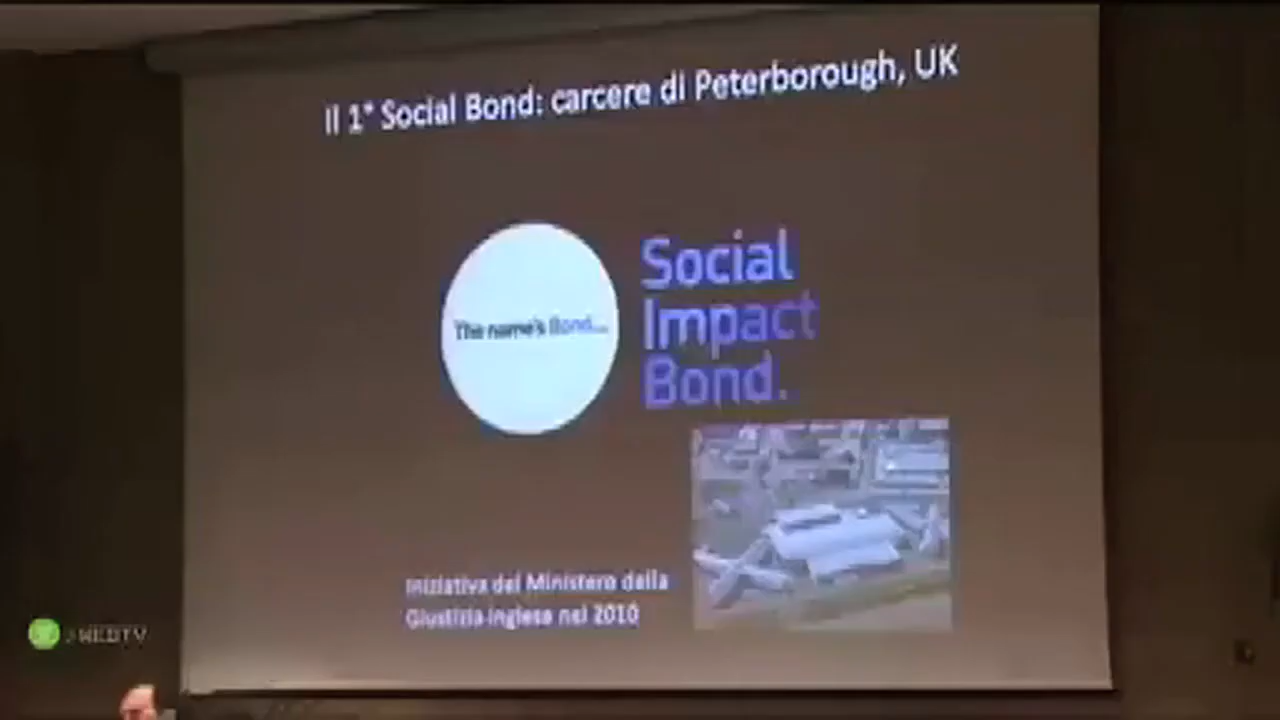 Il 1° Social Bond: carcere di Peterborough, UK
The name's Bond...
Social
Impact
Bond.
Iniziativa del Ministero della
Giustizia inglese nel 2010
WEBTV